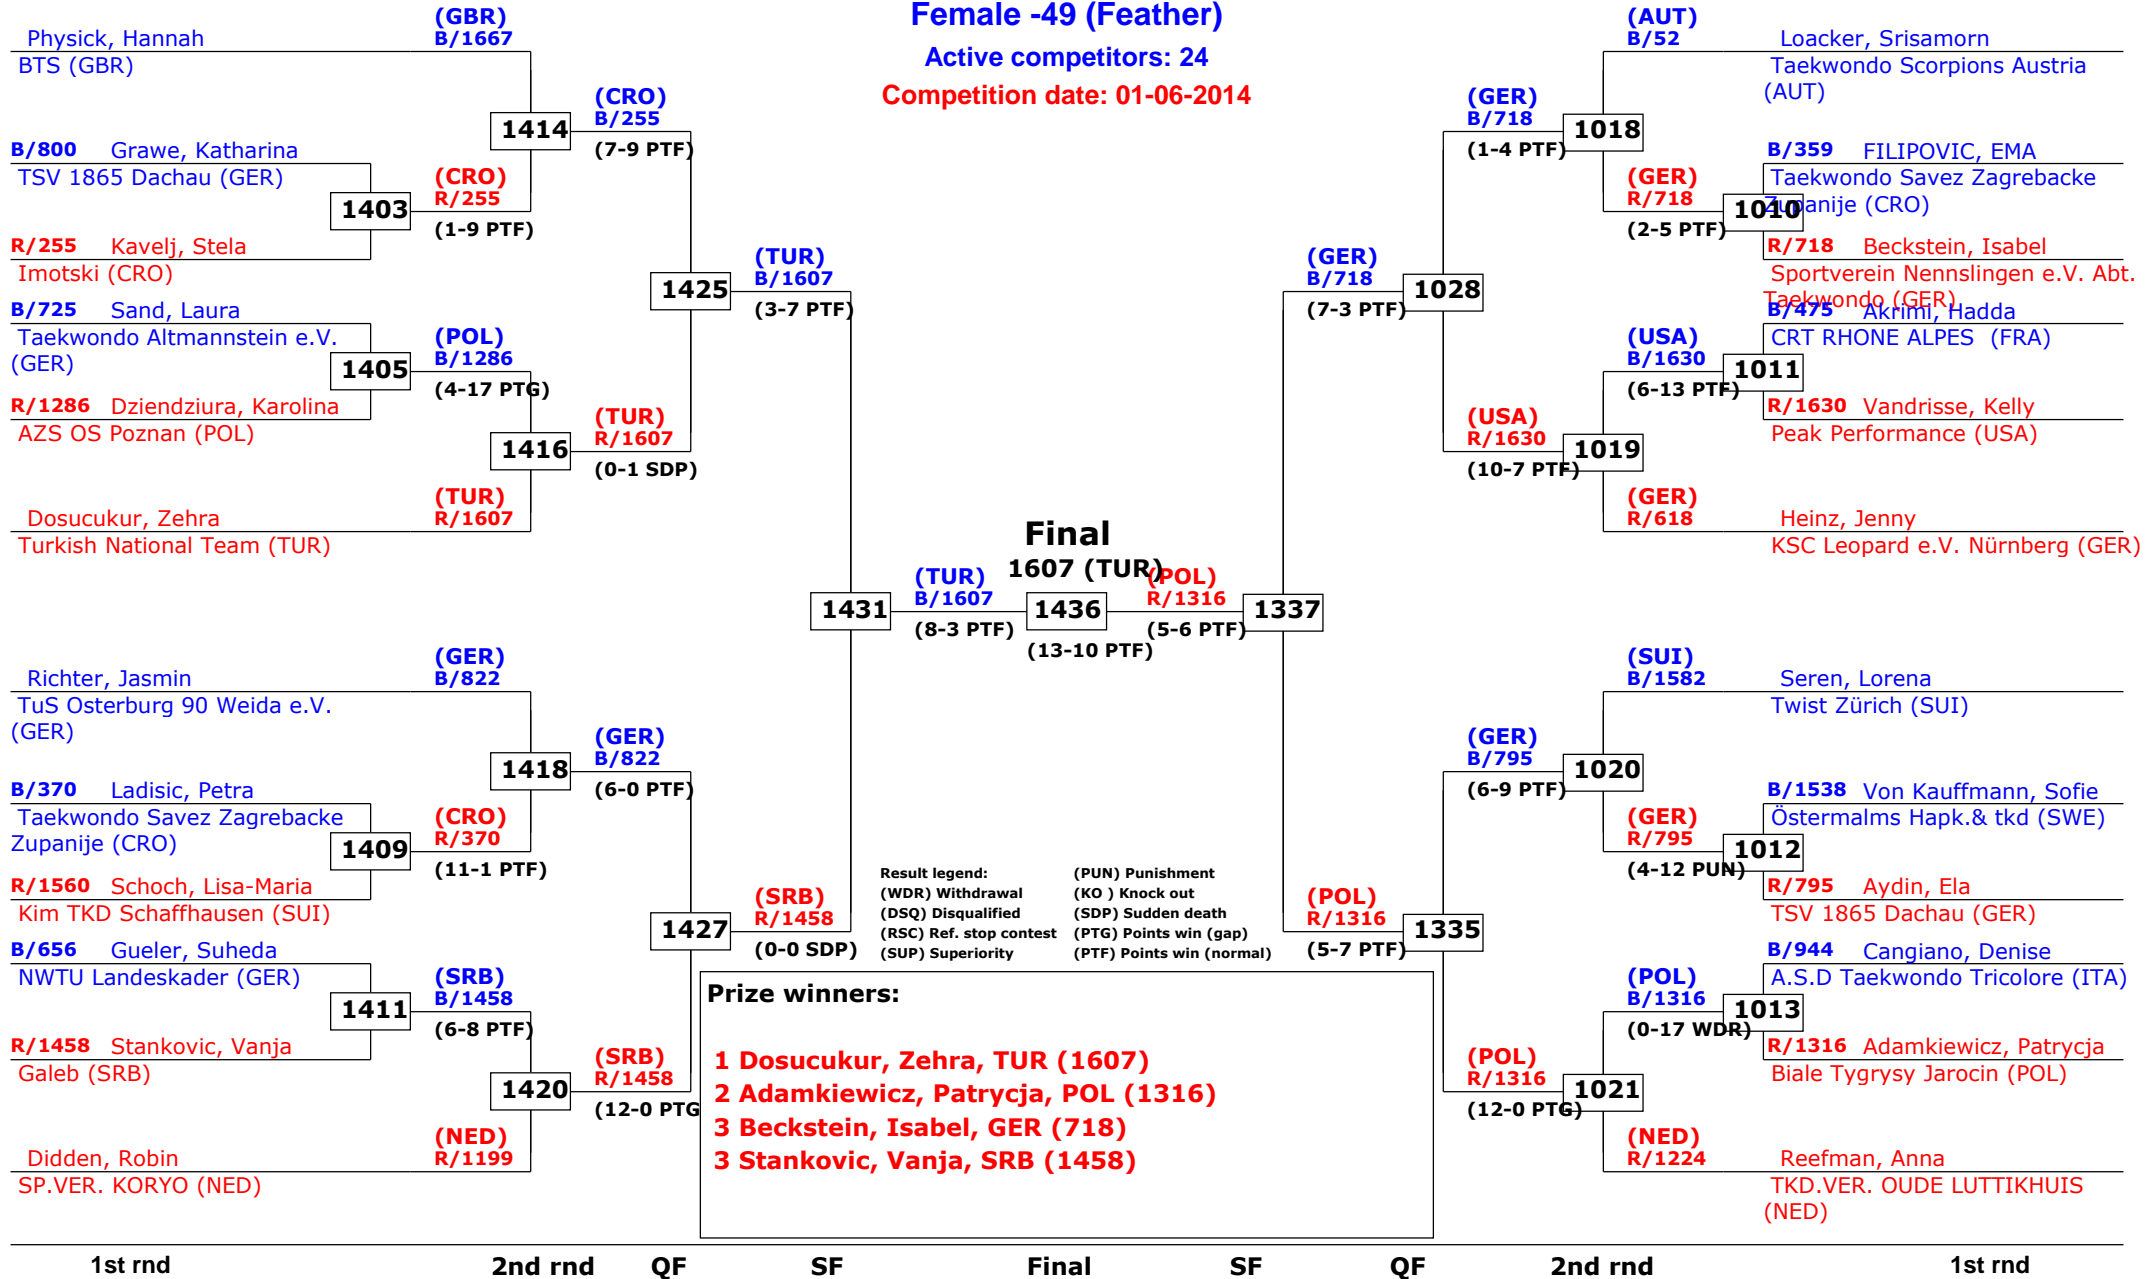 Female -49 (Feather)
Active competitors: 24
Competition date: 01-06-2014
Physick, Hannah
BTS (GBR)
(GBR)
B/1667
B/800 Grawe, Katharina
TSV 1865 Dachau (GER)
1403
R/255 Kavelj, Stela
Imotski (CRO)
(CRO)
R/255
(1-9 PTF)
1414
(CRO)
B/255
(7-9 PTF)
B/725 Sand, Laura
Taekwondo Altmannstein e.V.
(GER)
1405
R/1286 Dziendziura, Karolina
AZS OS Poznan (POL)
(POL)
B/1286
(4-17 PTG)
1416
(TUR)
R/1607
(0-1 SDP)
Dosucukur, Zehra
Turkish National Team (TUR)
(TUR)
R/1607
1425
(TUR)
B/1607
(3-7 PTF)
Richter, Jasmin
TuS Osterburg 90 Weida e.V.
(GER)
(GER)
B/822
B/370 Ladisic, Petra
Taekwondo Savez Zagrebacke
Zupanije (CRO)
1409
R/1560 Schoch, Lisa-Maria
Kim TKD Schaffhausen (SUI)
(CRO)
R/370
(11-1 PTF)
1418
(GER)
B/822
(6-0 PTF)
B/656 Gueler, Suheda
NWTU Landeskader (GER)
1411
R/1458 Stankovic, Vanja
Galeb (SRB)
(SRB)
B/1458
(6-8 PTF)
1420
(SRB)
R/1458
(12-0 PTG
Didden, Robin
SP.VER. KORYO (NED)
(NED)
R/1199
1427
(SRB)
R/1458
(0-0 SDP)
1431
(TUR)
B/1607
(8-3 PTF)
Final
1607 (TUR)
1436
(13-10 PTF)
(POL)
R/1316
(5-6 PTF)
1337
(GER)
B/718
(7-3 PTF)
1028
(GER)
B/718
(1-4 PTF)
1018
(AUT)
B/52
Loacker, Srisamorn
Taekwondo Scorpions Austria
(AUT)
(GER)
R/718
(2-5 PTF)
1010
B/359 FILIPOVIC, EMA
Taekwondo Savez Zagrebacke
Zupanije (CRO)
R/718 Beckstein, Isabel
Sportverein Nennslingen e.V. Abt.
Taekwondo (GER)
(USA)
R/1630
(10-7 PTF)
1019
(USA)
B/1630
(6-13 PTF)
1011
B/475 Akrimi, Hadda
CRT RHONE ALPES (FRA)
R/1630 Vandrisse, Kelly
Peak Performance (USA)
(GER)
R/618
Heinz, Jenny
KSC Leopard e.V. Nürnberg (GER)
(POL)
R/1316
(5-7 PTF)
1335
(GER)
B/795
(6-9 PTF)
1020
(SUI)
B/1582
Seren, Lorena
Twist Zürich (SUI)
(GER)
R/795
(4-12 PUN)
1012
B/1538 Von Kauffmann, Sofie
Östermalms Hapk.& tkd (SWE)
R/795 Aydin, Ela
TSV 1865 Dachau (GER)
(POL)
R/1316
(12-0 PTG)
1021
(POL)
B/1316
(0-17 WDR)
1013
B/944 Cangiano, Denise
A.S.D Taekwondo Tricolore (ITA)
R/1316 Adamkiewicz, Patrycja
Biale Tygrysy Jarocin (POL)
(NED)
R/1224
Reefman, Anna
TKD.VER. OUDE LUTTIKHUIS
(NED)
Result legend: (PUN) Punishment
(WDR) Withdrawal (KO ) Knock out
(DSQ) Disqualified (SDP) Sudden death
(RSC) Ref. stop contest (PTG) Points win (gap)
(SUP) Superiority (PTF) Points win (normal)
Prize winners:
1 Dosucukur, Zehra, TUR (1607)
2 Adamkiewicz, Patrycja, POL (1316)
3 Beckstein, Isabel, GER (718)
3 Stankovic, Vanja, SRB (1458)
1st rnd 2nd rnd QF SF Final SF QF 2nd rnd 1st rnd